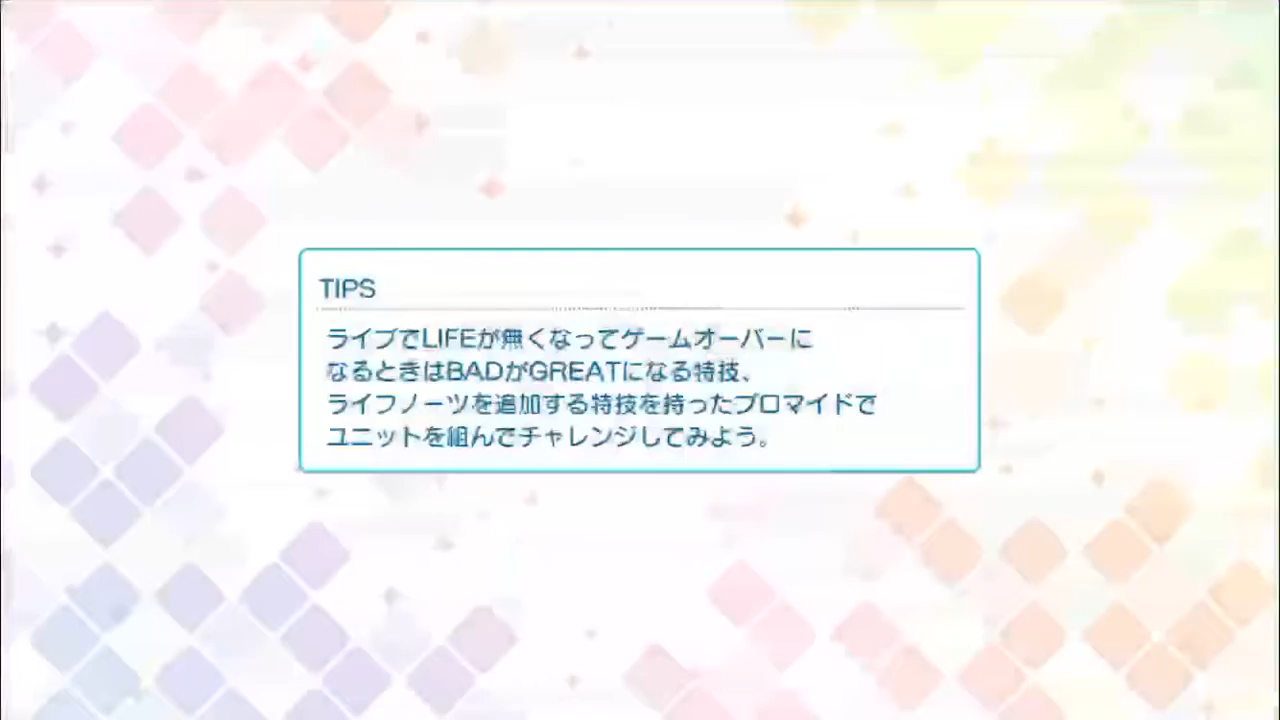 TIPS
ライブでLIFEが無くなってゲームオーバーに
なるときはBADがGREATになる特技、
ライフノーツを追加する特技を持ったブロマイドで
ユニットを組んでチャレンジしてみよう。